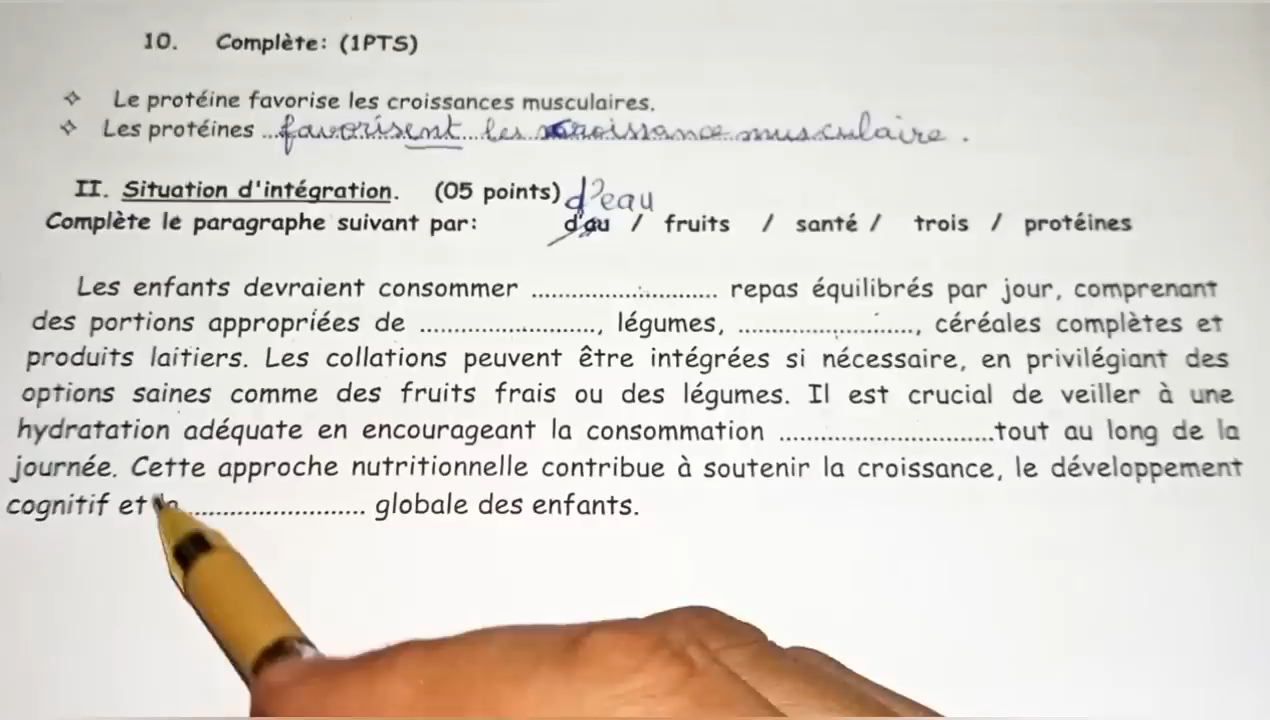 10. Complète: (1PTS)
✧ Le protéine favorise les croissances musculaires.
✧ Les protéines ...favorisent les croissance musculaire.
II. Situation d'intégration. (05 points) d'eau
Complète le paragraphe suivant par: d'au / fruits / santé / trois / protéines
Les enfants devraient consommer ........................ repas équilibrés par jour, comprenant
des portions appropriées de ........................, légumes, ........................, céréales complètes et
produits laitiers. Les collations peuvent être intégrées si nécessaire, en privilégiant des
options saines comme des fruits frais ou des légumes. Il est crucial de veiller à une
hydratation adéquate en encourageant la consommation ............................tout au long de la
journée. Cette approche nutritionnelle contribue à soutenir la croissance, le développement
cognitif et ........................ globale des enfants.